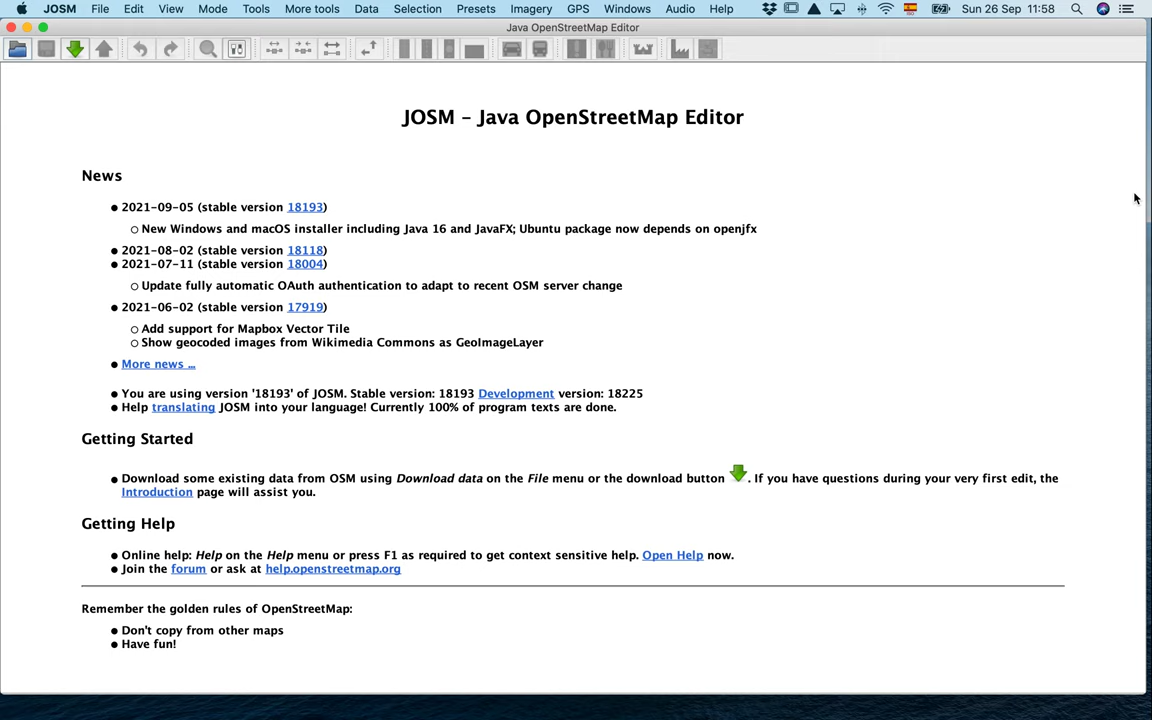 JOSM File Edit View Mode Tools More tools Data Selection Presets Imagery GPS Windows Audio Help Sun 26 Sep 11:58
Java OpenStreetMap Editor
JOSM – Java OpenStreetMap Editor
News
● 2021-09-05 (stable version 18193)
○ New Windows and macOS installer including Java 16 and JavaFX; Ubuntu package now depends on openjfx
● 2021-08-02 (stable version 18118)
● 2021-07-11 (stable version 18004)
○ Update fully automatic OAuth authentication to adapt to recent OSM server change
● 2021-06-02 (stable version 17919)
○ Add support for Mapbox Vector Tile
○ Show geocoded images from Wikimedia Commons as GeoImageLayer
● More news ...
● You are using version '18193' of JOSM. Stable version: 18193 Development version: 18225
● Help translating JOSM into your language! Currently 100% of program texts are done.
Getting Started
● Download some existing data from OSM using Download data on the File menu or the download button . If you have questions during your very first edit, the
Introduction page will assist you.
Getting Help
● Online help: Help on the Help menu or press F1 as required to get context sensitive help. Open Help now.
● Join the forum or ask at help.openstreetmap.org
Remember the golden rules of OpenStreetMap:
● Don't copy from other maps
● Have fun!